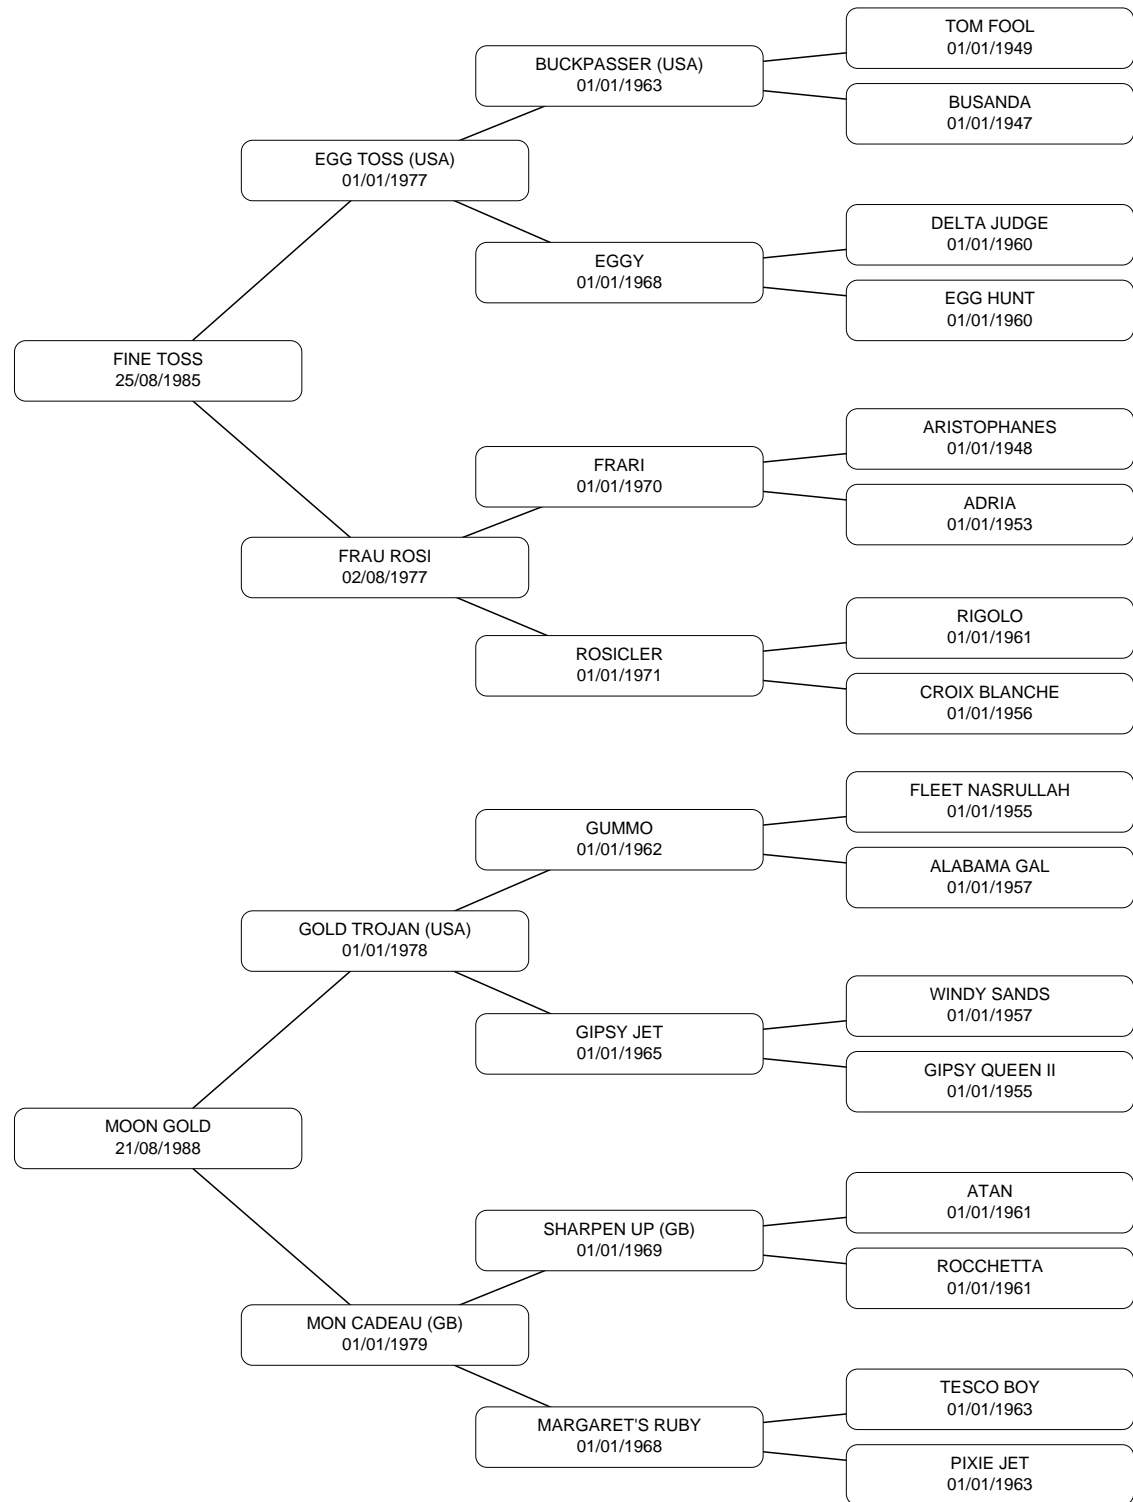 TOM FOOL
01/01/1949
BUCKPASSER (USA)
01/01/1963
BUSANDA
01/01/1947
EGG TOSS (USA)
01/01/1977
DELTA JUDGE
01/01/1960
EGGY
01/01/1968
EGG HUNT
01/01/1960
FINE TOSS
25/08/1985
ARISTOPHANES
01/01/1948
FRARI
01/01/1970
ADRIA
01/01/1953
FRAU ROSI
02/08/1977
RIGOLO
01/01/1961
ROSICLER
01/01/1971
CROIX BLANCHE
01/01/1956
FLEET NASRULLAH
01/01/1955
GUMMO
01/01/1962
ALABAMA GAL
01/01/1957
GOLD TROJAN (USA)
01/01/1978
WINDY SANDS
01/01/1957
GIPSY JET
01/01/1965
GIPSY QUEEN II
01/01/1955
MOON GOLD
21/08/1988
ATAN
01/01/1961
SHARPEN UP (GB)
01/01/1969
ROCCHETTA
01/01/1961
MON CADEAU (GB)
01/01/1979
TESCO BOY
01/01/1963
MARGARET'S RUBY
01/01/1968
PIXIE JET
01/01/1963